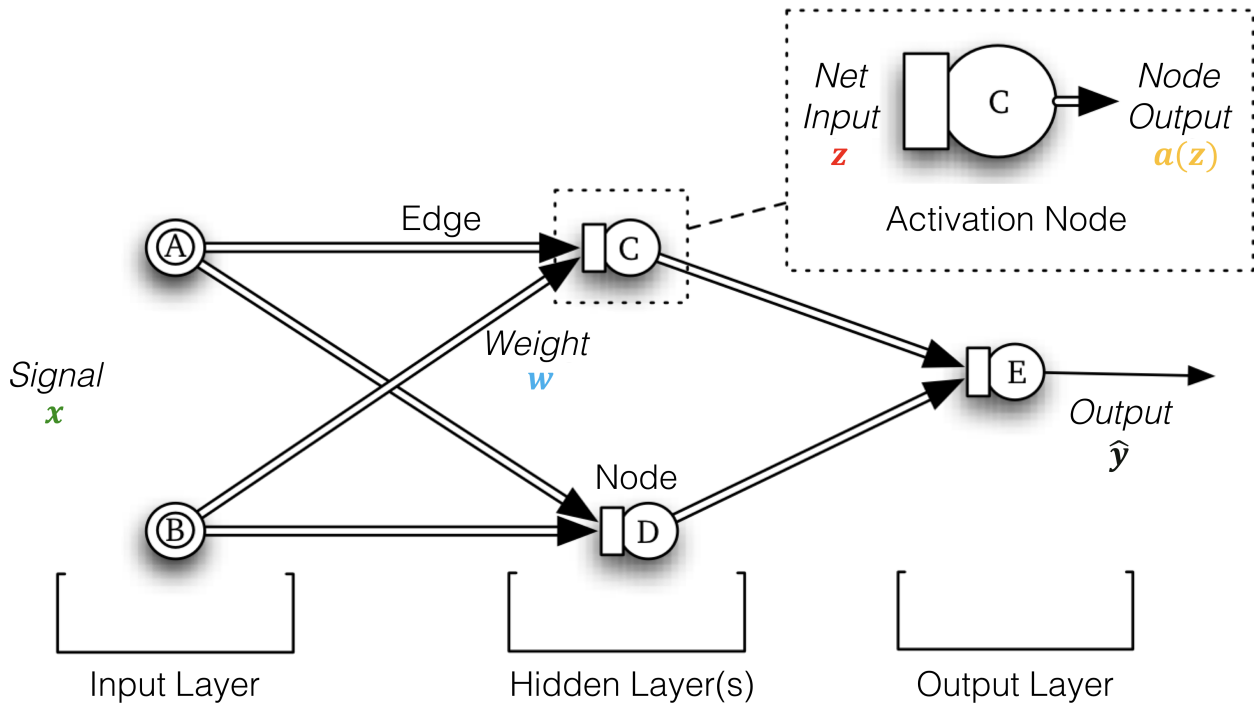 Net
Input
z
C
Node
Output
a(z)
Activation Node
A
Edge
C
Weight
w
Signal
x
E
Output
ŷ
Node
B
D
Input Layer
Hidden Layer(s)
Output Layer